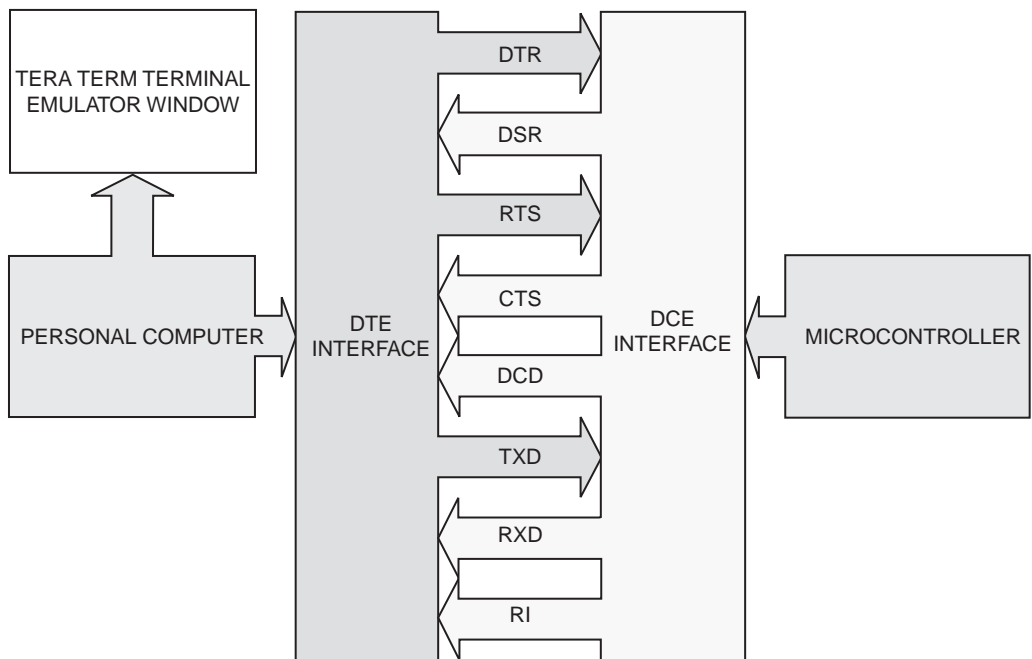 TERA TERM TERMINAL
EMULATOR WINDOW
PERSONAL COMPUTER
DTE
INTERFACE
DTR
DSR
RTS
CTS
DCD
TXD
RXD
RI
DCE
INTERFACE
MICROCONTROLLER